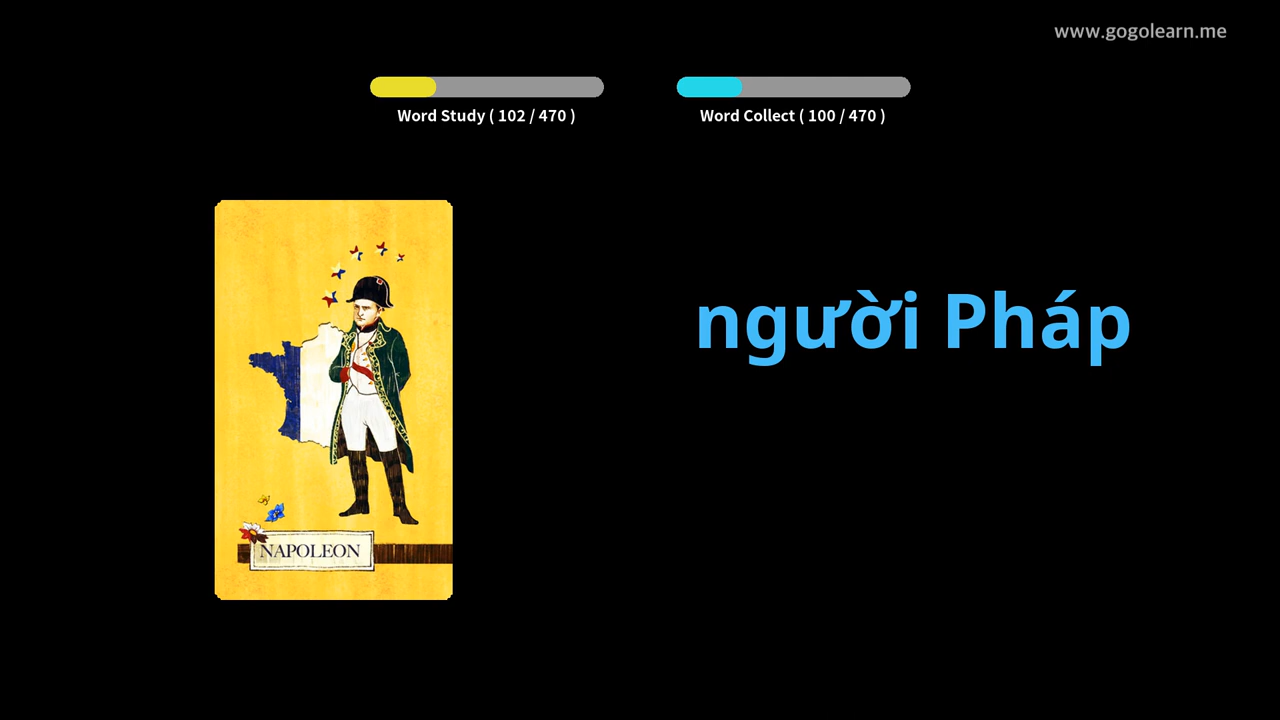 www.gogolearn.me
Word Study ( 102 / 470 )
Word Collect ( 100 / 470 )
người Pháp
NAPOLEON